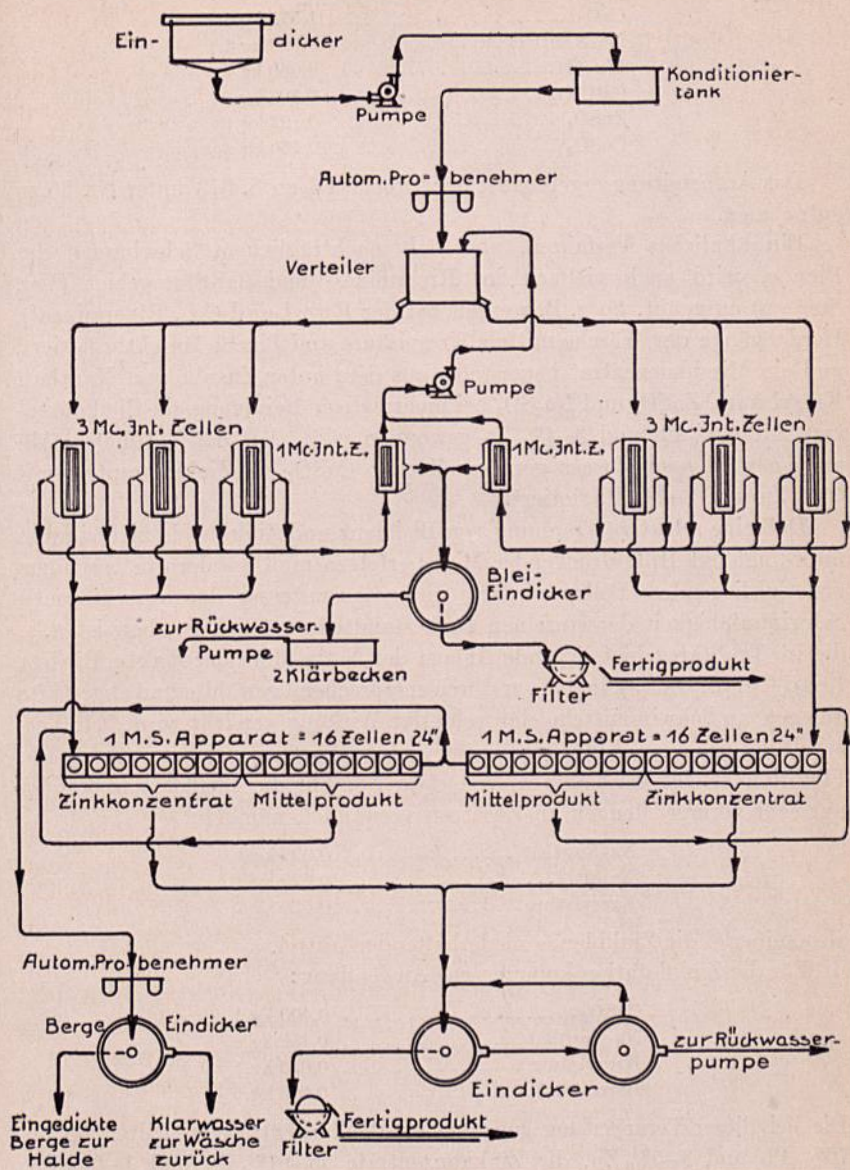 Ein- dicker
Pumpe
Konditionier-
tank
Autom. Pro= benehmer
Verteiler
Pumpe
3 Mc. Int. Zellen
1 Mc. Int. Z.
1 Mc. Int. Z.
3 Mc. Int. Zellen
Blei-
Eindicker
zur Rückwasser-
Pumpe
2 Klärbecken
Filter
Fertigprodukt
1 M.S. Apparat = 16 Zellen 24"
1 M.S. Apparat = 16 Zellen 24"
Zinkkonzentrat
Mittelprodukt
Mittelprodukt
Zinkkonzentrat
Autom. Pro- benehmer
Berge Eindicker
Eindicker
zur Rückwasser-
pumpe
Eingedickte
Berge zur
Halde
Klarwasser
zur Wäsche
zurück
Filter
Fertigprodukt